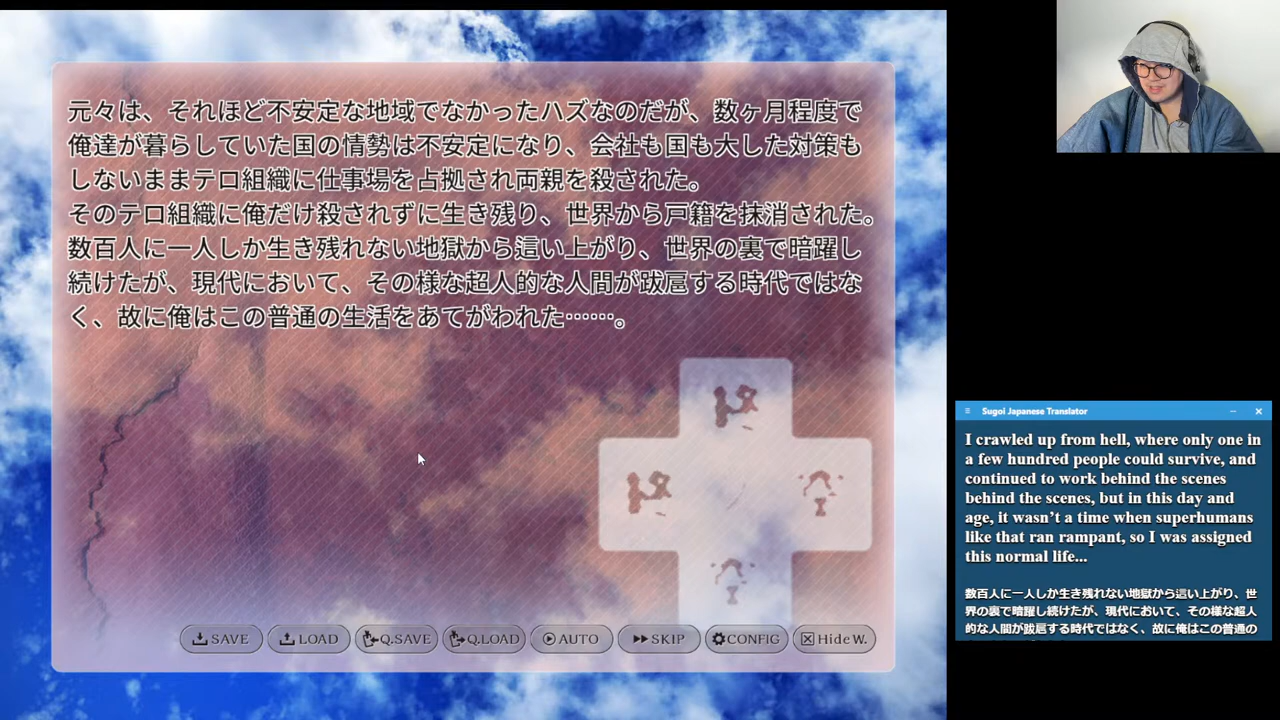 元々は、それほど不安定な地域でなかったハズなのだが、数ヶ月程度で
俺達が暮らしていた国の情勢は不安定になり、会社も国も大した対策も
しないままテロ組織に仕事場を占拠され両親を殺された。
そのテロ組織に俺だけ殺されずに生き残り、世界から戸籍を抹消された。
数百人に一人しか生き残れない地獄から這い上がり、世界の裏で暗躍し
続けたが、現代において、その様な超人的な人間が跋扈する時代ではな
く、故に俺はこの普通の生活をあてがわれた……。
SAVE
LOAD
Q.SAVE
Q.LOAD
AUTO
SKIP
CONFIG
Hide W.
Sugoi Japanese Translator
I crawled up from hell, where only one in
a few hundred people could survive, and
continued to work behind the scenes
behind the scenes, but in this day and
age, it wasn't a time when superhumans
like that ran rampant, so I was assigned
this normal life...
数百人に一人しか生き残れない地獄から這い上がり、世
界の裏で暗躍し続けたが、現代において、その様な超人
的な人間が跋扈する時代ではなく、故に俺はこの普通の